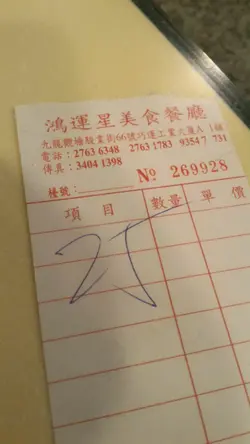 鴻運星美食餐廳
九龍觀塘駿業街66號巧運工業大廈A 1樓
電話：2763 6348 2763 1783 9354 7 731
傳真：3404 1398
檯號：
№ 269928
項目 數量 單價
25